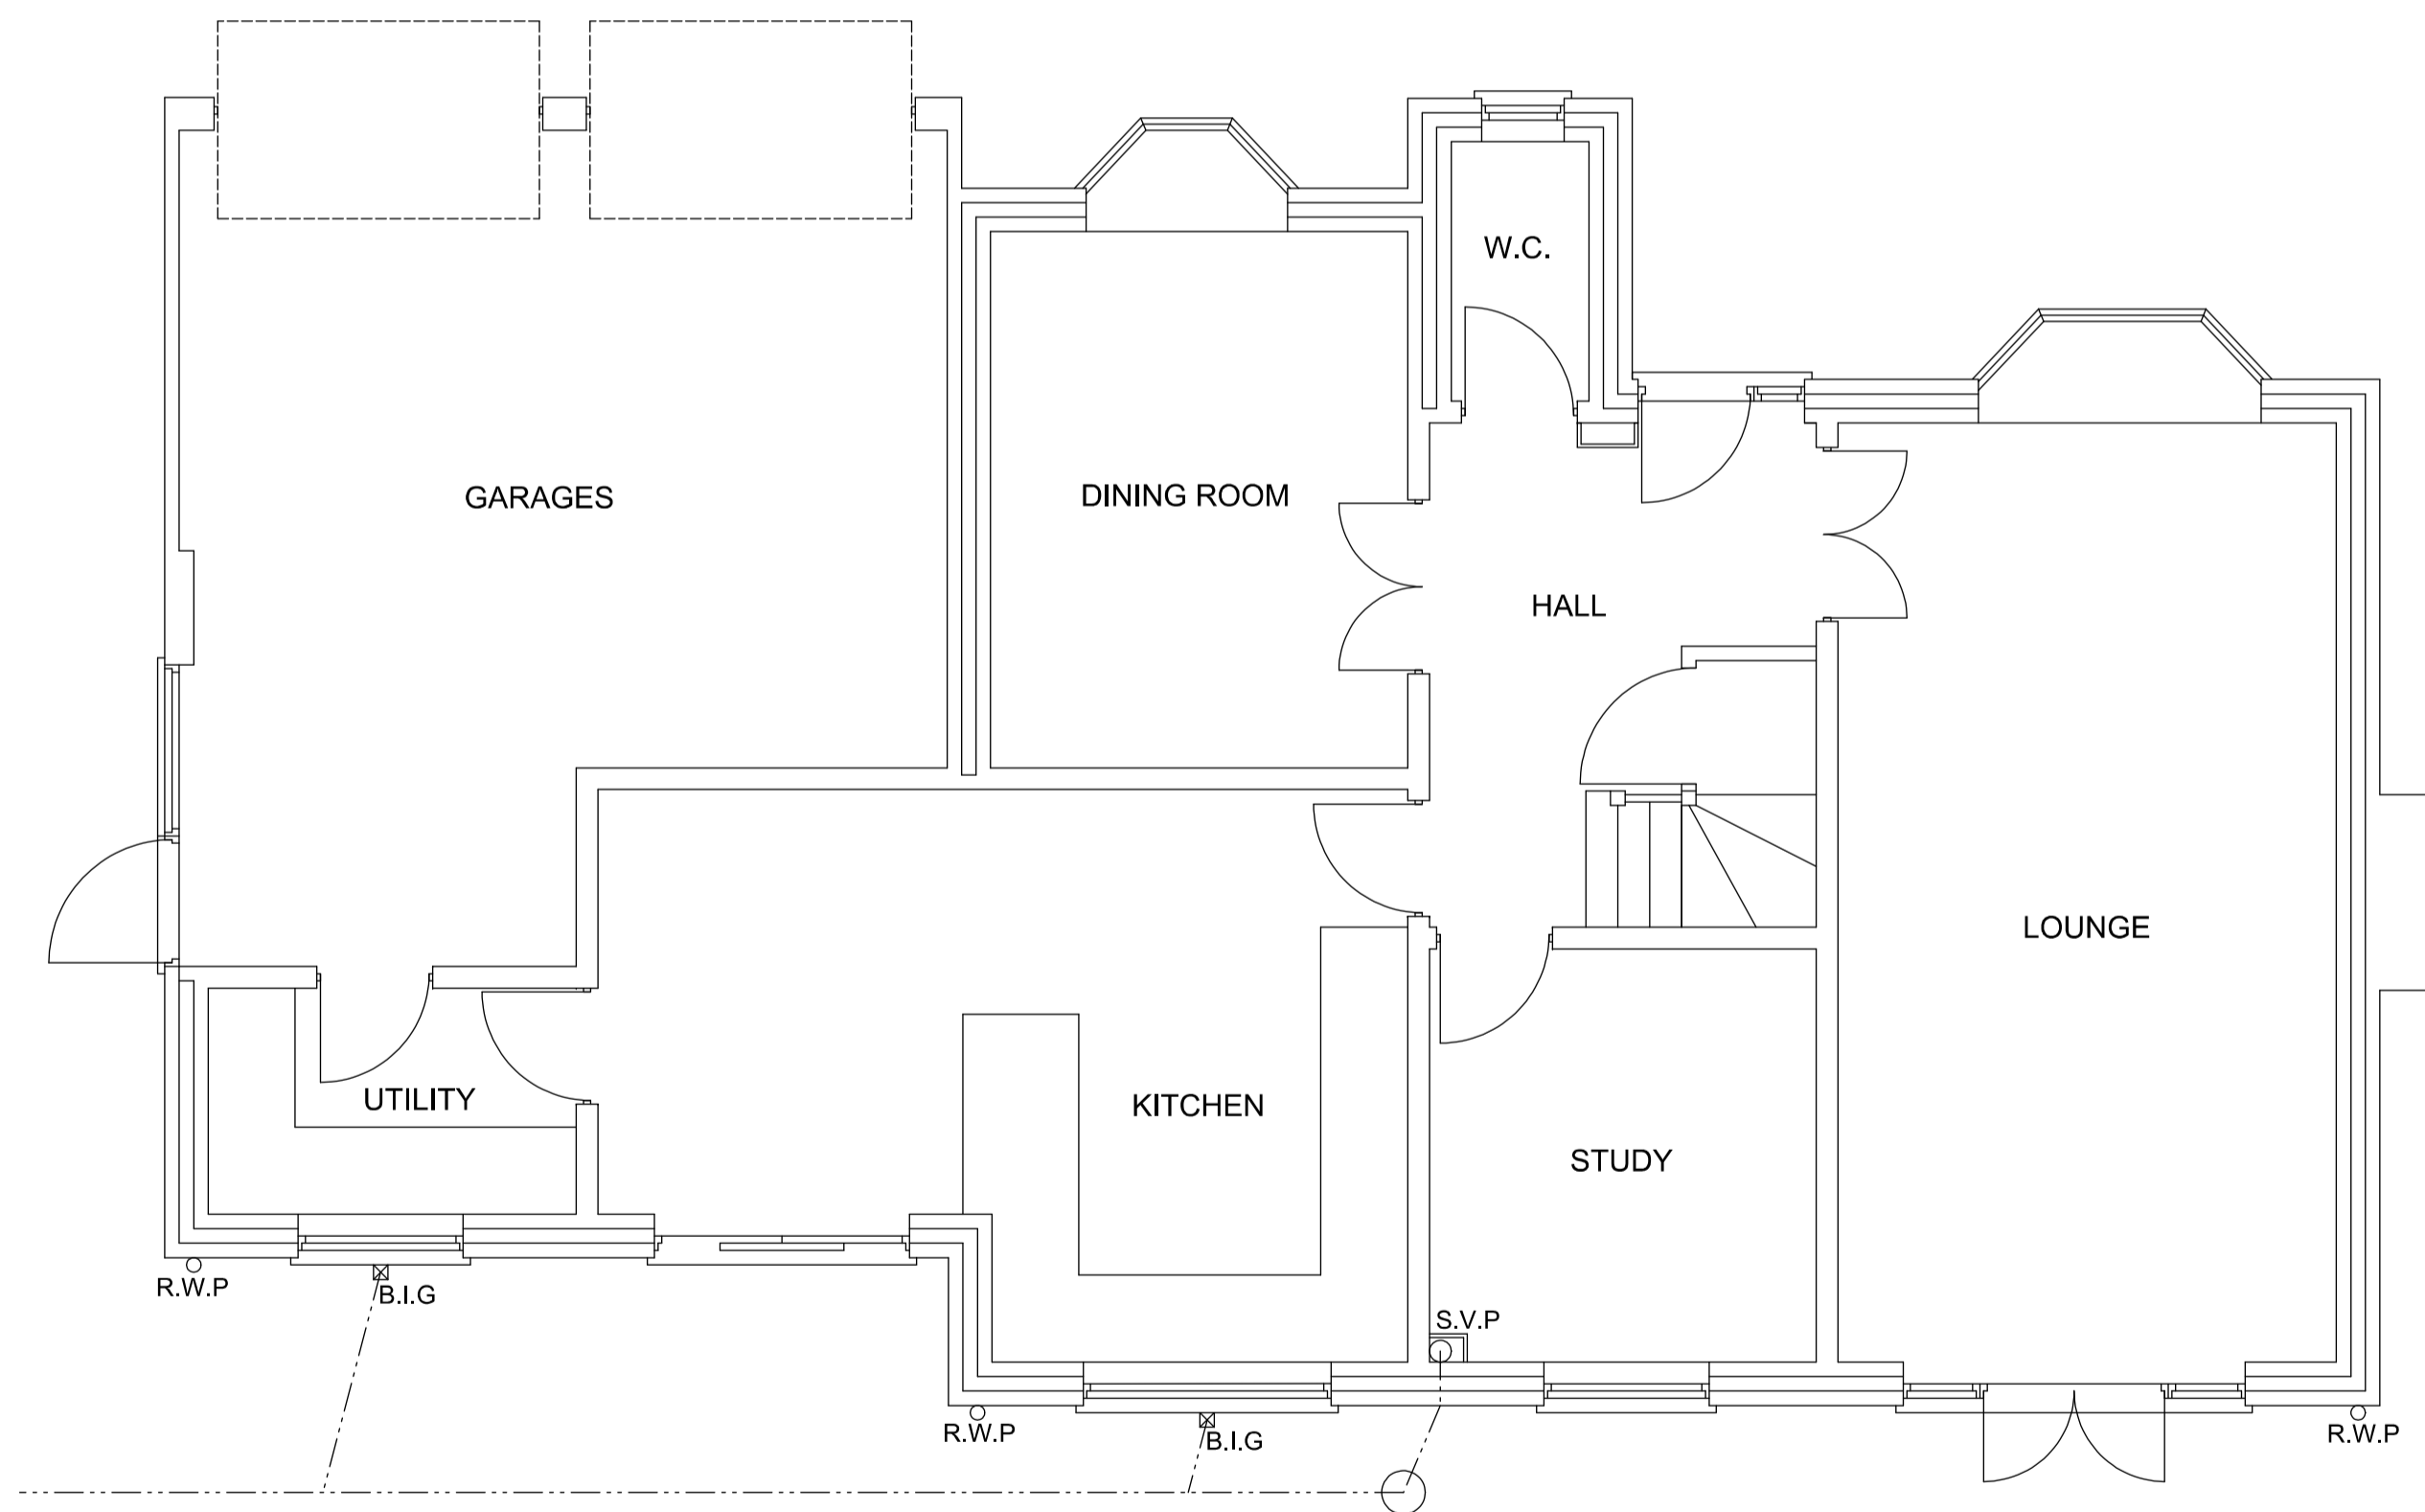 W.C.
GARAGES
DINING ROOM
HALL
LOUNGE
UTILITY
KITCHEN
STUDY
R.W.P
B.I.G
S.V.P
R.W.P
B.I.G
R.W.P